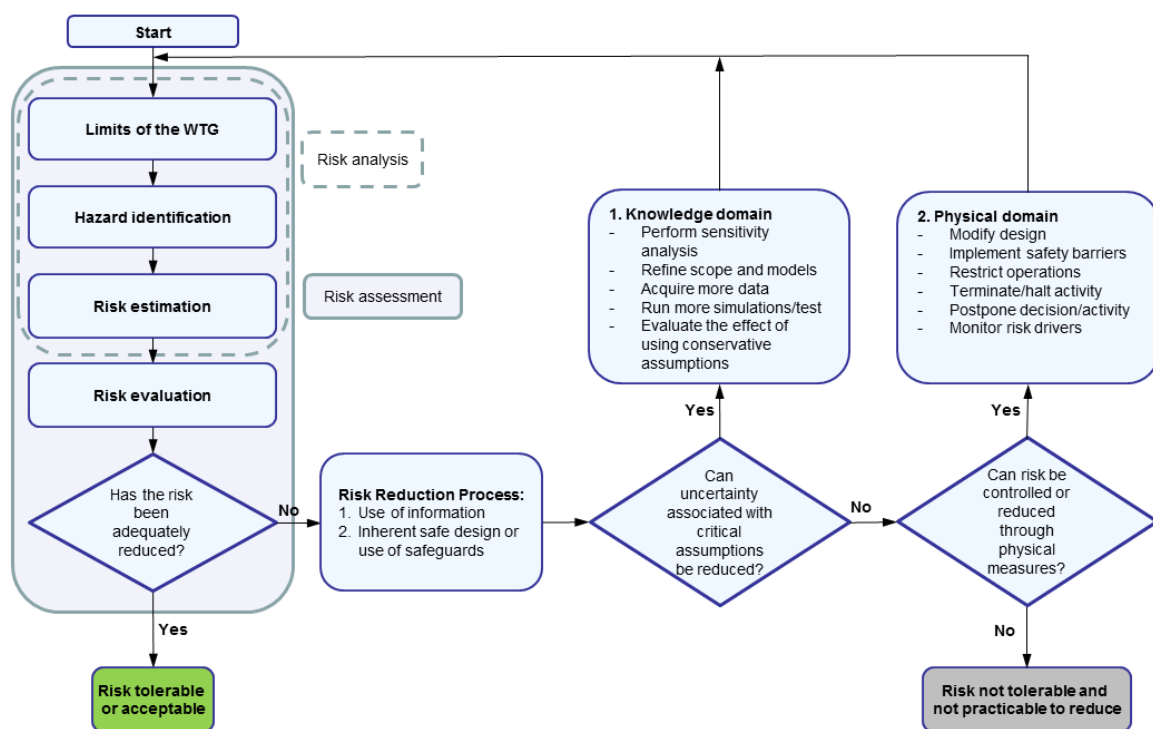 Start
Limits of the WTG
Risk analysis
Hazard identification
Risk assessment
Risk estimation
Risk evaluation
Has the risk
been
adequately
reduced?
No
Yes
Risk tolerable
or acceptable
Risk Reduction Process:
1. Use of information
2. Inherent safe design or
use of safeguards
Can
uncertainty
associated with
critical
assumptions
be reduced?
Yes
No
1. Knowledge domain
- Perform sensitivity
analysis
- Refine scope and models
- Acquire more data
- Run more simulations/test
- Evaluate the effect of
using conservative
assumptions
Can risk be
controlled or
reduced
through
physical
measures?
Yes
No
2. Physical domain
- Modify design
- Implement safety barriers
- Restrict operations
- Terminate/halt activity
- Postpone decision/activity
- Monitor risk drivers
Risk not tolerable and
not practicable to reduce